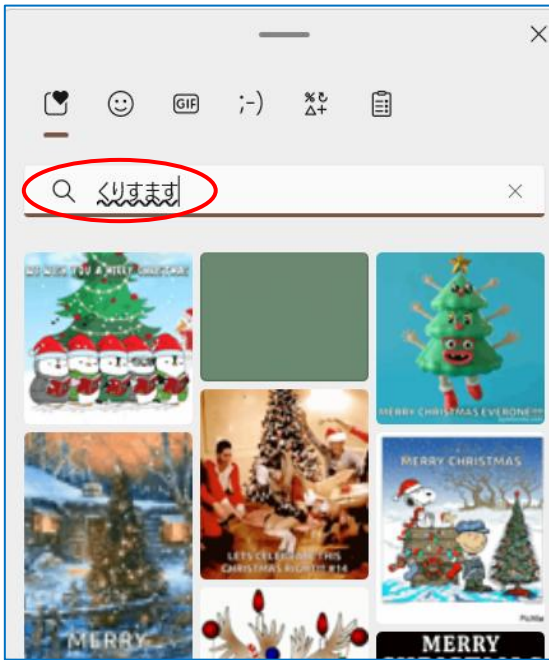 GIF
;-)
くりすます
WE WISH YOU A MERRY CHRISTMAS
MERRY CHRISTMAS EVERONE!!!
MERRY CHRISTMAS
LETS CELEBRATE THIS
CHRISTMAS RIGHT!!! #14
MERRY
MERRY